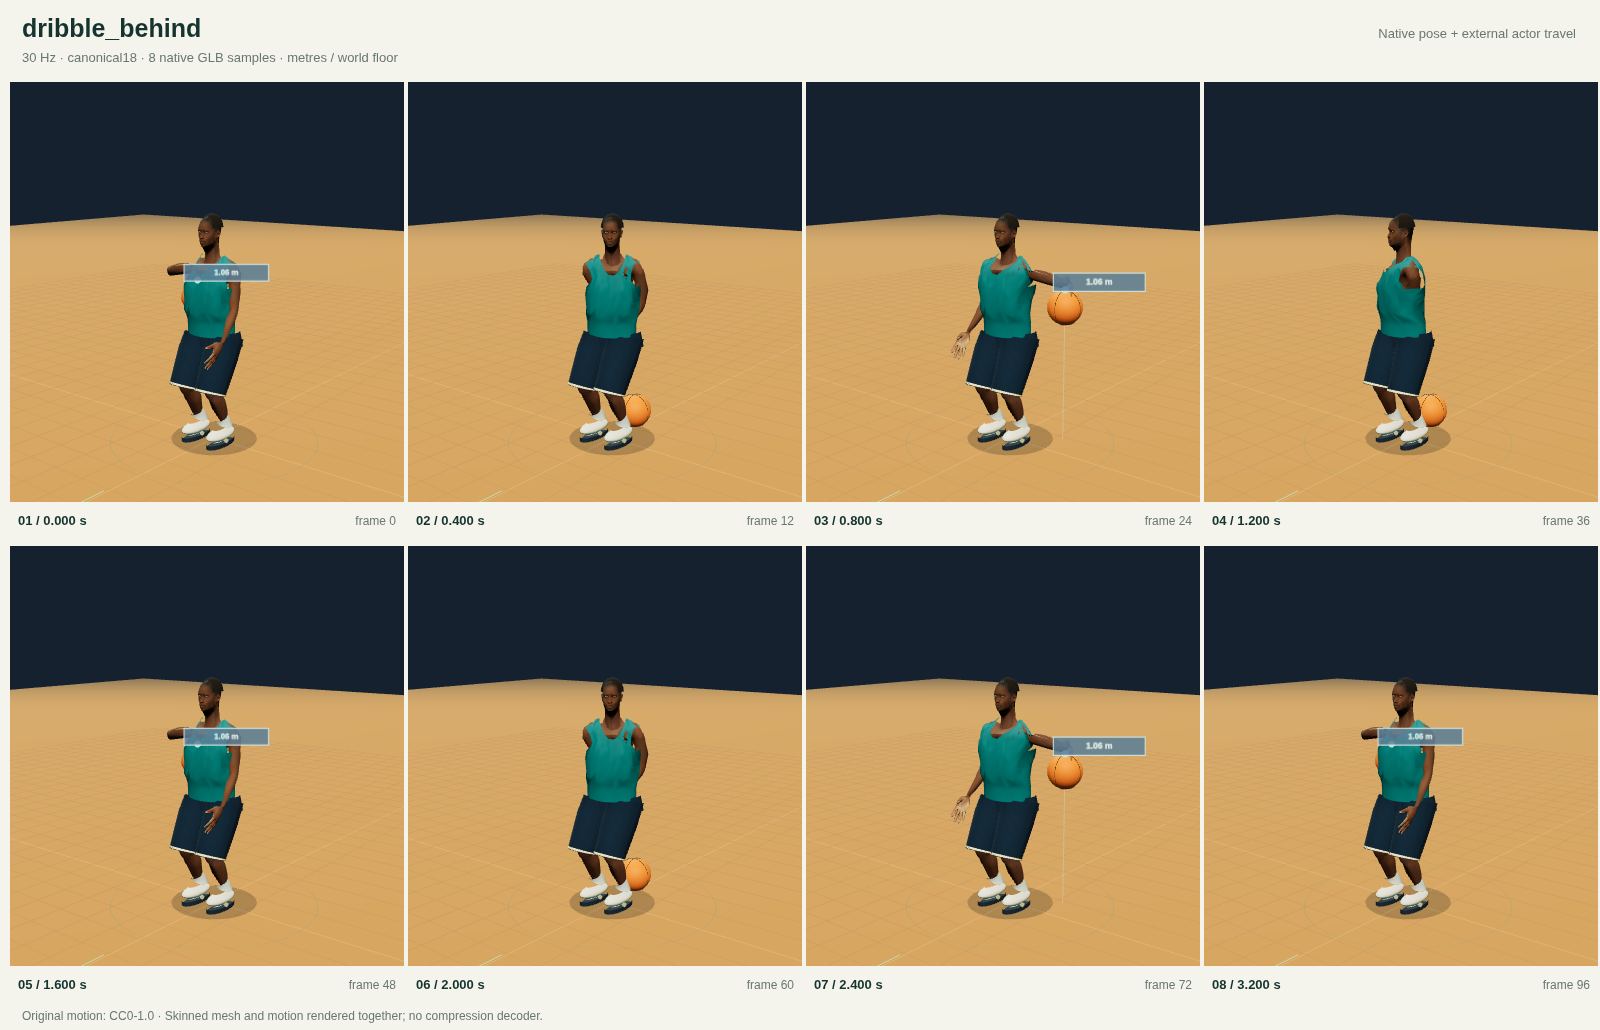 dribble_behind
Native pose + external actor travel
30 Hz · canonical18 · 8 native GLB samples · metres / world floor
1.06 m
1.06 m
01 / 0.000 s frame 0
02 / 0.400 s frame 12
03 / 0.800 s frame 24
04 / 1.200 s frame 36
1.06 m
1.06 m
1.06 m
05 / 1.600 s frame 48
06 / 2.000 s frame 60
07 / 2.400 s frame 72
08 / 3.200 s frame 96
Original motion: CC0-1.0 · Skinned mesh and motion rendered together; no compression decoder.